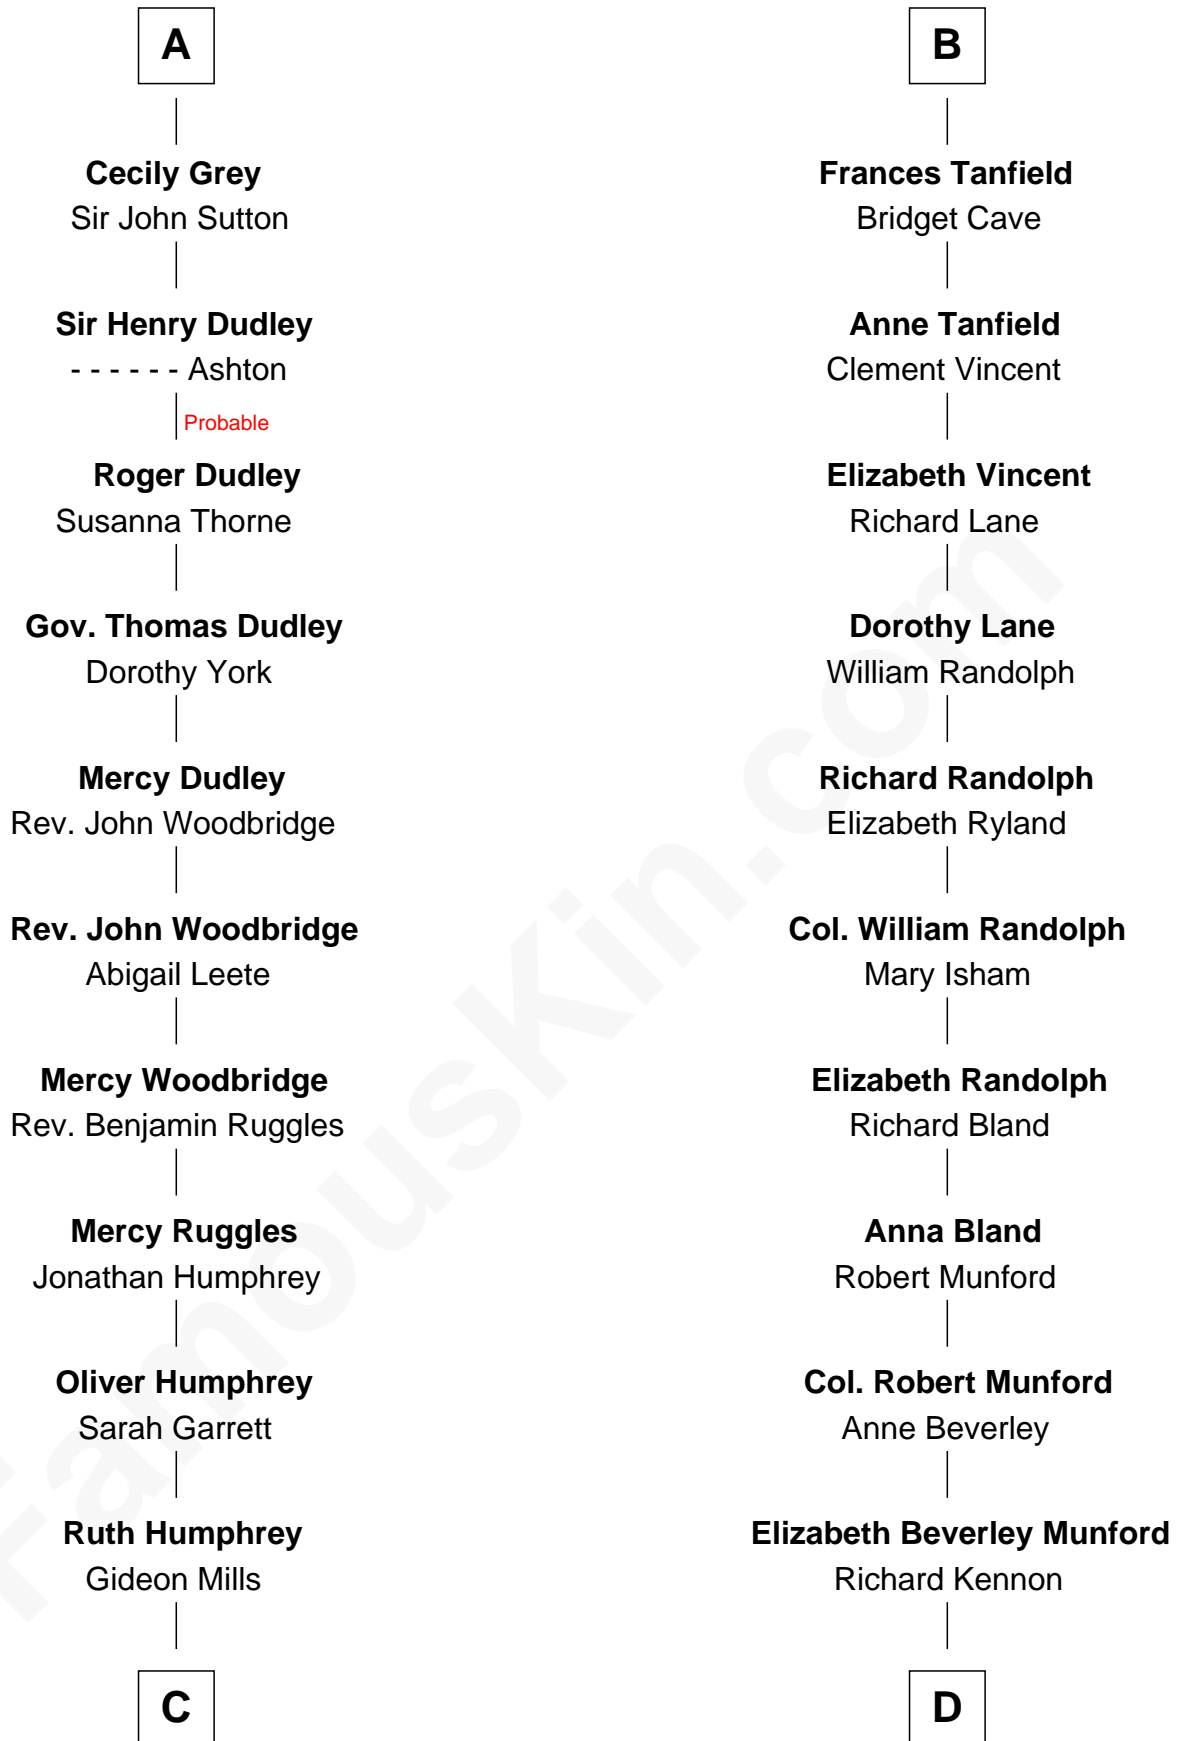 A
Cecily Grey
Sir John Sutton
Sir Henry Dudley
- - - - - - Ashton
Probable
Roger Dudley
Susanna Thorne
Gov. Thomas Dudley
Dorothy York
Mercy Dudley
Rev. John Woodbridge
Rev. John Woodbridge
Abigail Leete
Mercy Woodbridge
Rev. Benjamin Ruggles
Mercy Ruggles
Jonathan Humphrey
Oliver Humphrey
Sarah Garrett
Ruth Humphrey
Gideon Mills
C
B
Frances Tanfield
Bridget Cave
Anne Tanfield
Clement Vincent
Elizabeth Vincent
Richard Lane
Dorothy Lane
William Randolph
Richard Randolph
Elizabeth Ryland
Col. William Randolph
Mary Isham
Elizabeth Randolph
Richard Bland
Anna Bland
Robert Munford
Col. Robert Munford
Anne Beverley
Elizabeth Beverley Munford
Richard Kennon
D
FamousKin.com